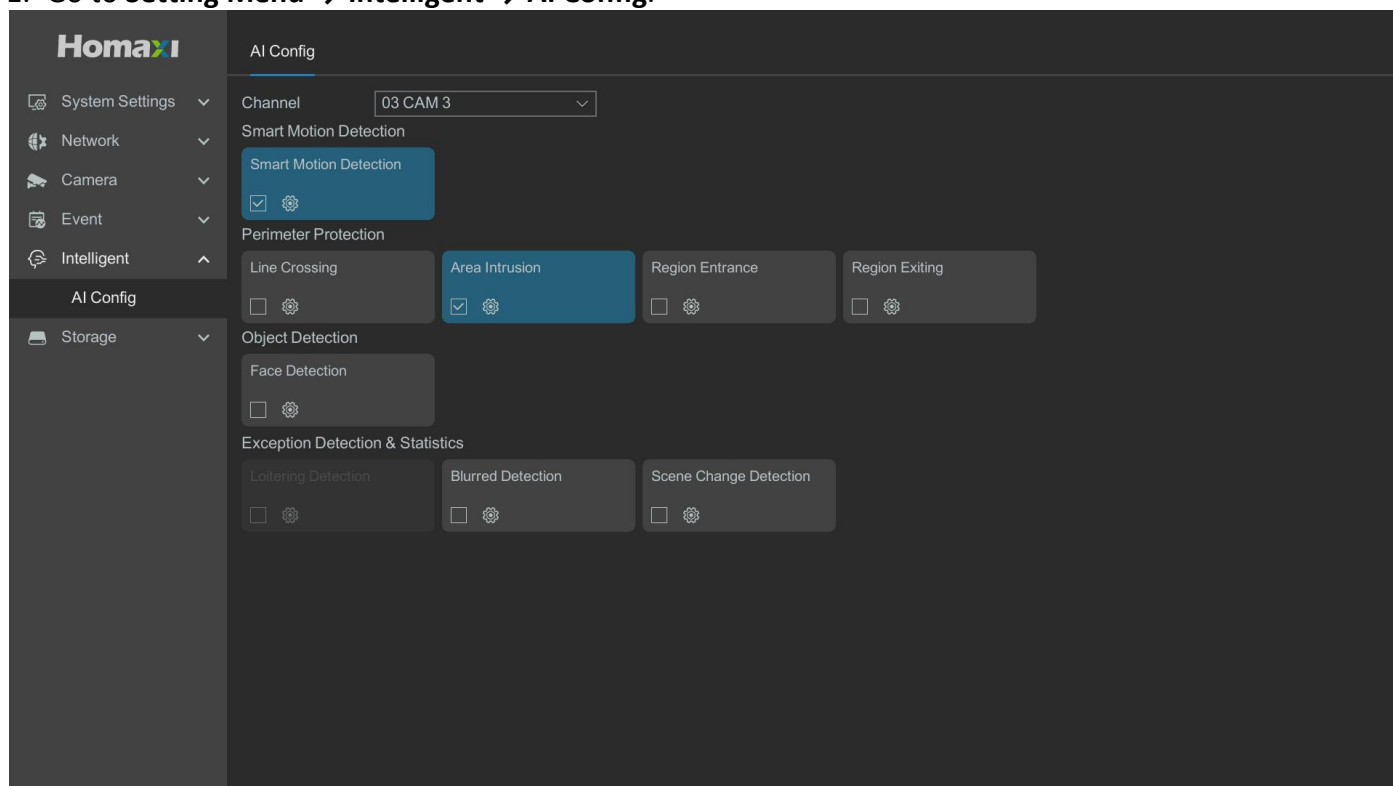 Go to Setting Menu → Intelligent → AI Config.
Homaxi
AI Config
System Settings
Network
Camera
Event
Intelligent
AI Config
Storage
Channel 03 CAM 3
Smart Motion Detection
Smart Motion Detection
Perimeter Protection
Line Crossing Area Intrusion Region Entrance Region Exiting
Object Detection
Face Detection
Exception Detection & Statistics
Loitering Detection Blurred Detection Scene Change Detection